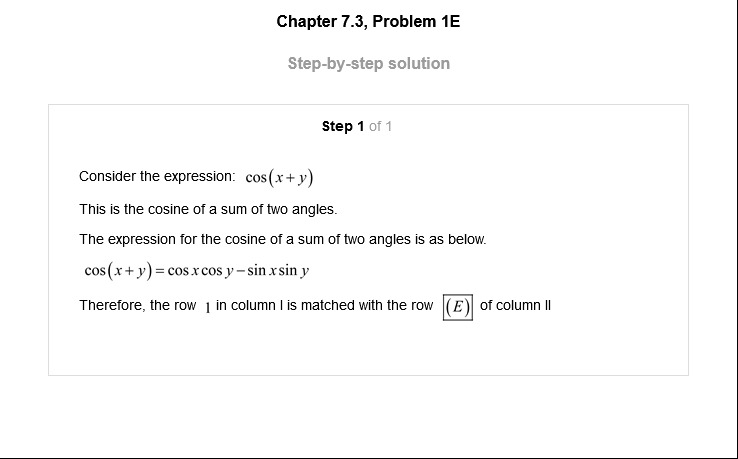 Chapter 7.3, Problem 1E
Step-by-step solution
Step 1 of 1
Consider the expression: cos(x+y)
This is the cosine of a sum of two angles.
The expression for the cosine of a sum of two angles is as below.
cos(x+y)=cos x cos y−sin x sin y
Therefore, the row 1 in column I is matched with the row (E) of column II